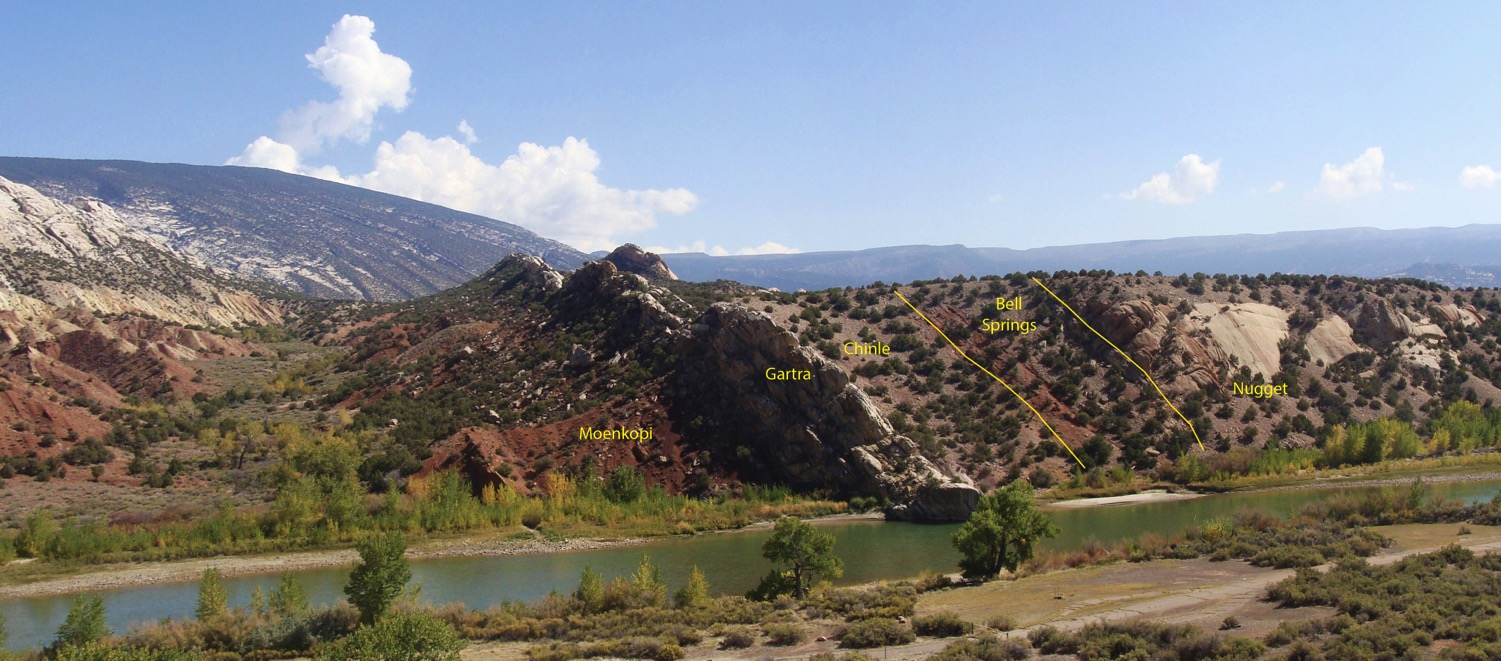 Moenkopi
Gartra
Chinle
Bell
Springs
Nugget